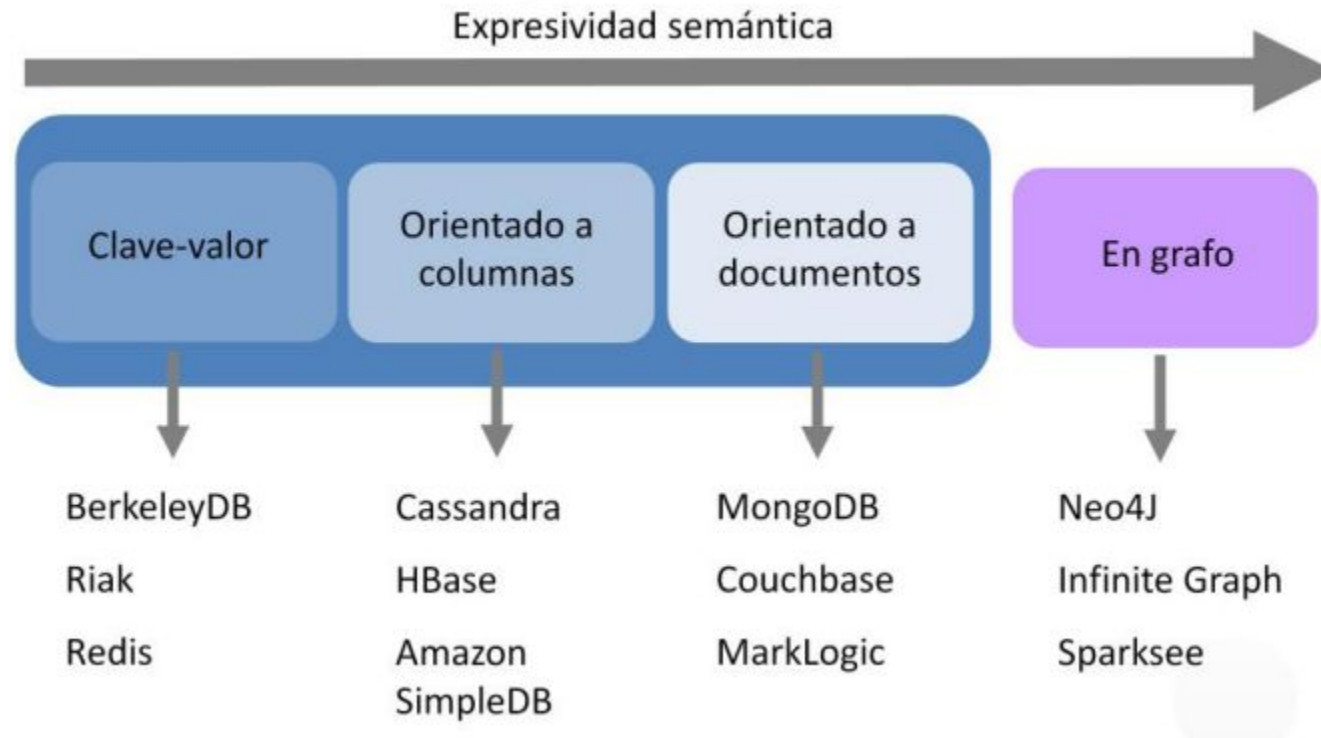 Expresividad semántica
Clave-valor
Orientado a
columnas
Orientado a
documentos
En grafo
BerkeleyDB
Riak
Redis
Cassandra
HBase
Amazon
SimpleDB
MongoDB
Couchbase
MarkLogic
Neo4J
Infinite Graph
Sparksee